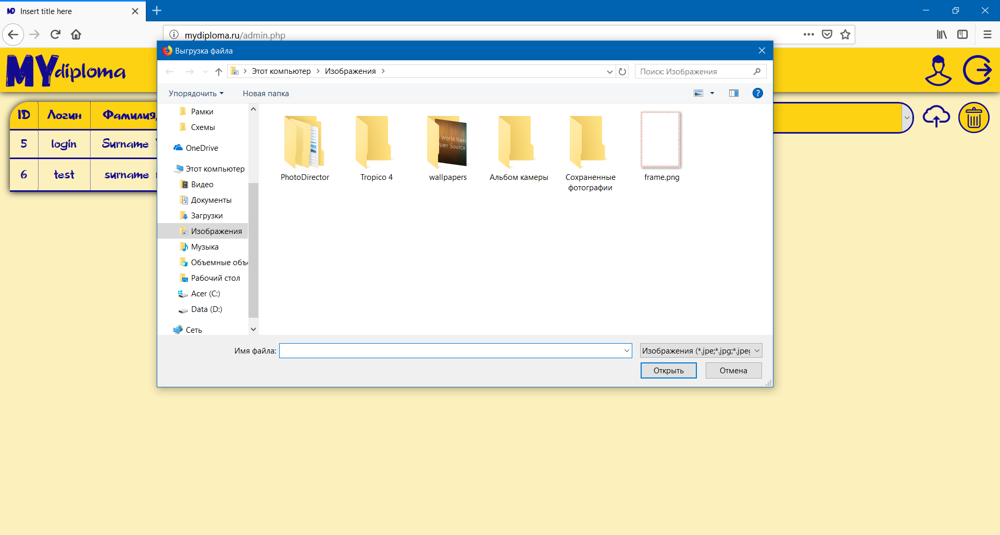 Insert title here
mydiploma.ru/admin.php
Выгрузка файла
Этот компьютер
Изображения
Поиск: Изображения
Упорядочить
Новая папка
MYdiploma
ID Логин Фамилия,
5 login Surname
6 test surname
Рамки
Схемы
OneDrive
Этот компьютер
Видео
Документы
Загрузки
Изображения
Музыка
Объемные объ
Рабочий стол
Acer (C:)
Data (D:)
Сеть
PhotoDirector
Tropico 4
wallpapers
World Need
pen Source
Альбом камеры
Сохраненные
фотографии
frame.png
Имя файла:
Изображения (*.jpe;*.jpg;*.jpeg
Открыть
Отмена